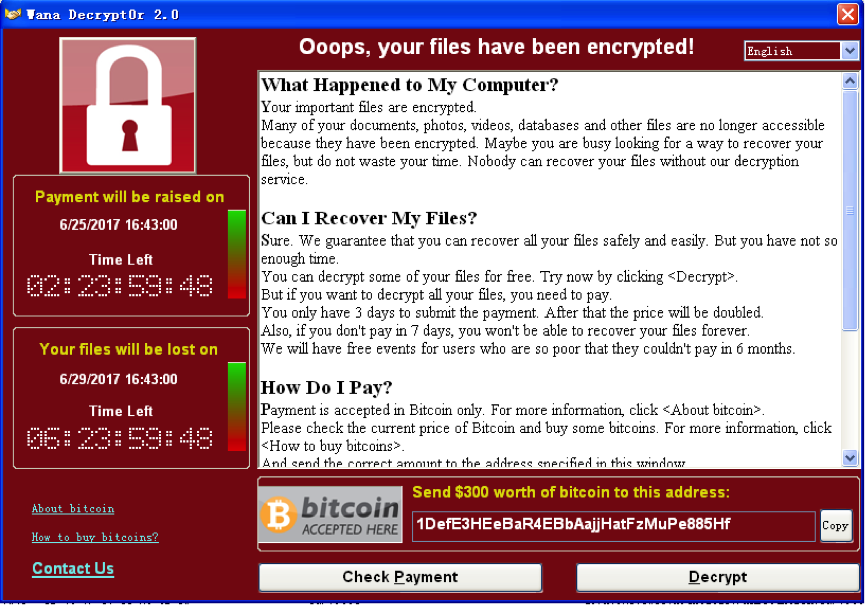 Wana Decrypt0r 2.0
Ooops, your files have been encrypted!
English
Payment will be raised on
6/25/2017 16:43:00
Time Left
02:23:59:48
Your files will be lost on
6/29/2017 16:43:00
Time Left
06:23:59:48
About bitcoin
How to buy bitcoins?
Contact Us
What Happened to My Computer?
Your important files are encrypted.
Many of your documents, photos, videos, databases and other files are no longer accessible
because they have been encrypted. Maybe you are busy looking for a way to recover your
files, but do not waste your time. Nobody can recover your files without our decryption
service.
Can I Recover My Files?
Sure. We guarantee that you can recover all your files safely and easily. But you have not so
enough time.
You can decrypt some of your files for free. Try now by clicking <Decrypt>.
But if you want to decrypt all your files, you need to pay.
You only have 3 days to submit the payment. After that the price will be doubled.
Also, if you don't pay in 7 days, you won't be able to recover your files forever.
We will have free events for users who are so poor that they couldn't pay in 6 months.
How Do I Pay?
Payment is accepted in Bitcoin only. For more information, click <About bitcoin>.
Please check the current price of Bitcoin and buy some bitcoins. For more information, click
<How to buy bitcoins>.
And send the correct amount to the address specified in this window.
bitcoin
ACCEPTED HERE
Send $300 worth of bitcoin to this address:
1DefE3HEeBaR4EBbAajjHatFzMuPe885Hf
Copy
Check Payment
Decrypt